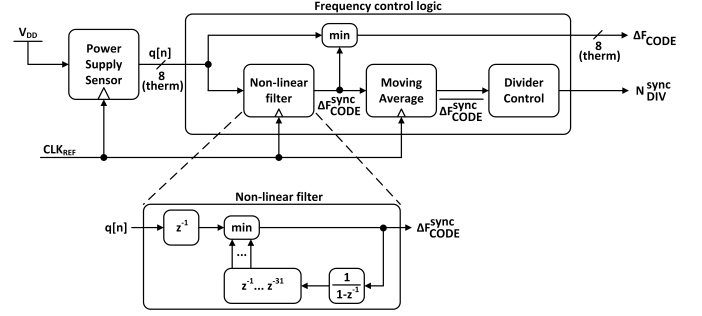 Frequency control logic
V_DD
Power
Supply
Sensor
q[n]
8
(therm)
min
8
(therm)
ΔF_CODE
Non-linear
filter
ΔF^sync_CODE
Moving
Average
ΔF^sync_CODE
Divider
Control
N^sync_DIV
CLK_REF
Non-linear filter
q[n]
z^-1
min
ΔF^sync_CODE
...
z^-1... z^-31
1
1-z^-1